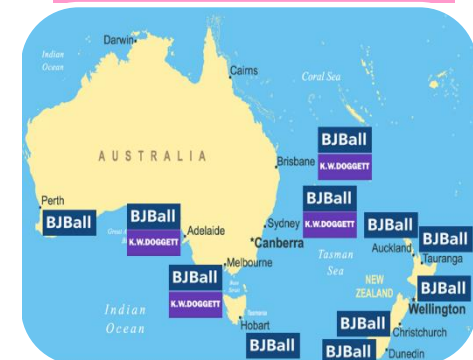 Darwin
Indian
Ocean
Cairns
Coral Sea
AUSTRALIA
BJBall
Brisbane
K.W.DOGGETT
Perth
BJBall
BJBall
K.W.DOGGETT
Adelaide
BJBall
Sydney
K.W.DOGGETT
Canberra
BJBall
Auckland
BJBall
Tauranga
Melbourne
Tasman
Sea
BJBall
K.W.DOGGETT
NEW
ZEALAND
BJBall
Wellington
Indian
Ocean
Tasmania
Hobart
BJBall
BJBall
Christchurch
BJBall
Dunedin